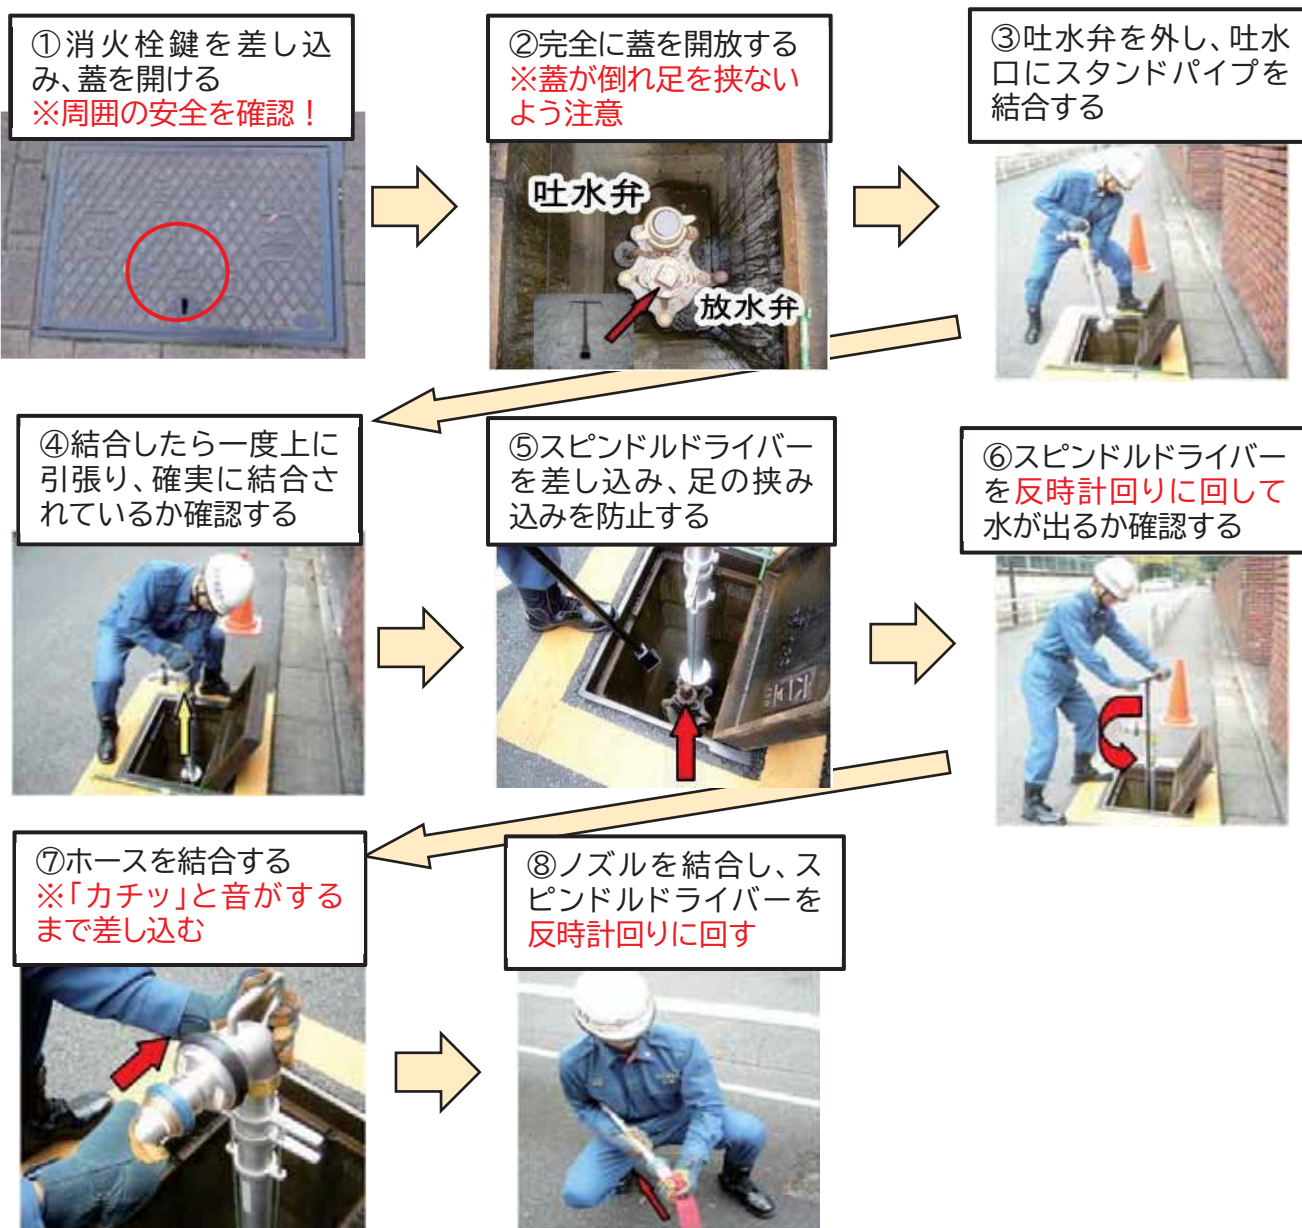 ①消火栓鍵を差し込
み、蓋を開ける
※周囲の安全を確認！
②完全に蓋を開放する
※蓋が倒れ足を挟ない
よう注意
吐水弁
放水弁
③吐水弁を外し、吐水
口にスタンドパイプを
結合する
④結合したら一度上に
引張り、確実に結合さ
れているか確認する
⑤スピンドルドライバー
を差し込み、足の挟み
込みを防止する
⑥スピンドルドライバー
を反時計回りに回して
水が出るか確認する
⑦ホースを結合する
※「カチッ」と音がする
まで差し込む
⑧ノズルを結合し、ス
ピンドルドライバーを
反時計回りに回す